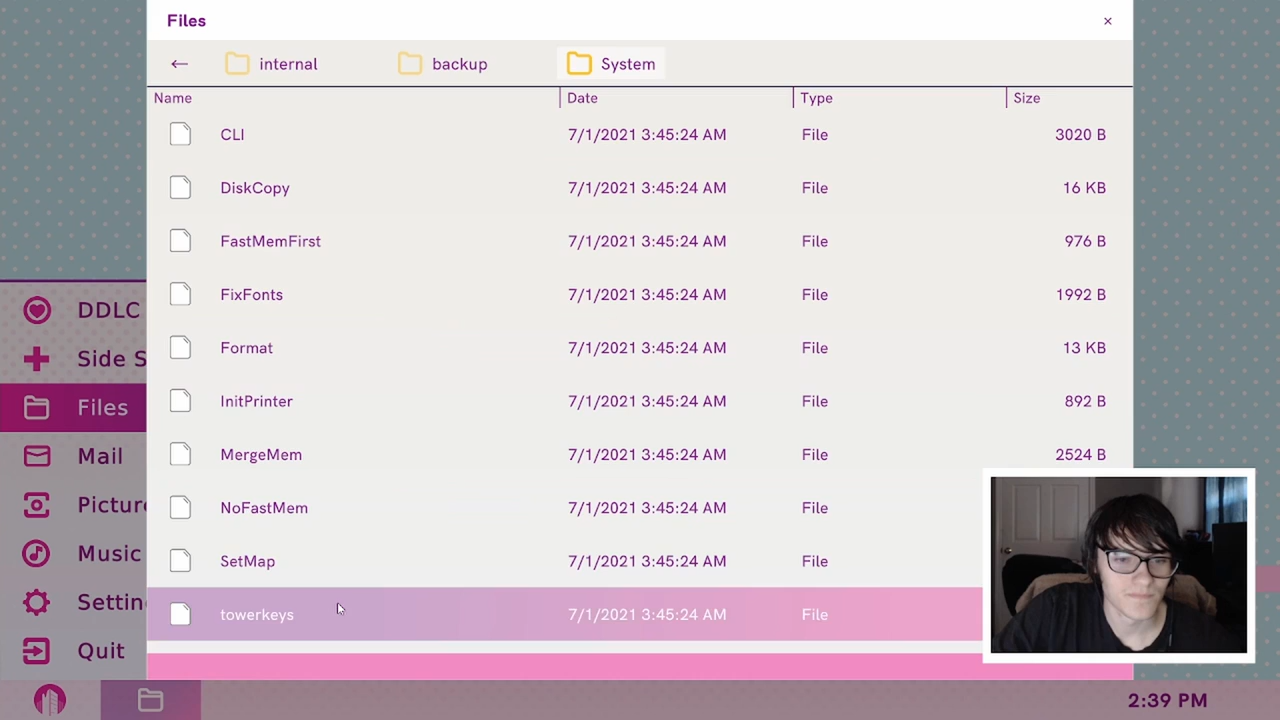 Files ×
← internal backup System
Name Date Type Size
CLI 7/1/2021 3:45:24 AM File 3020 B
DiskCopy 7/1/2021 3:45:24 AM File 16 KB
FastMemFirst 7/1/2021 3:45:24 AM File 976 B
FixFonts 7/1/2021 3:45:24 AM File 1992 B
Format 7/1/2021 3:45:24 AM File 13 KB
InitPrinter 7/1/2021 3:45:24 AM File 892 B
MergeMem 7/1/2021 3:45:24 AM File 2524 B
NoFastMem 7/1/2021 3:45:24 AM File
SetMap 7/1/2021 3:45:24 AM File
towerkeys 7/1/2021 3:45:24 AM File
DDLC
Side S
Files
Mail
Pictur
Music
Settin
Quit
2:39 PM